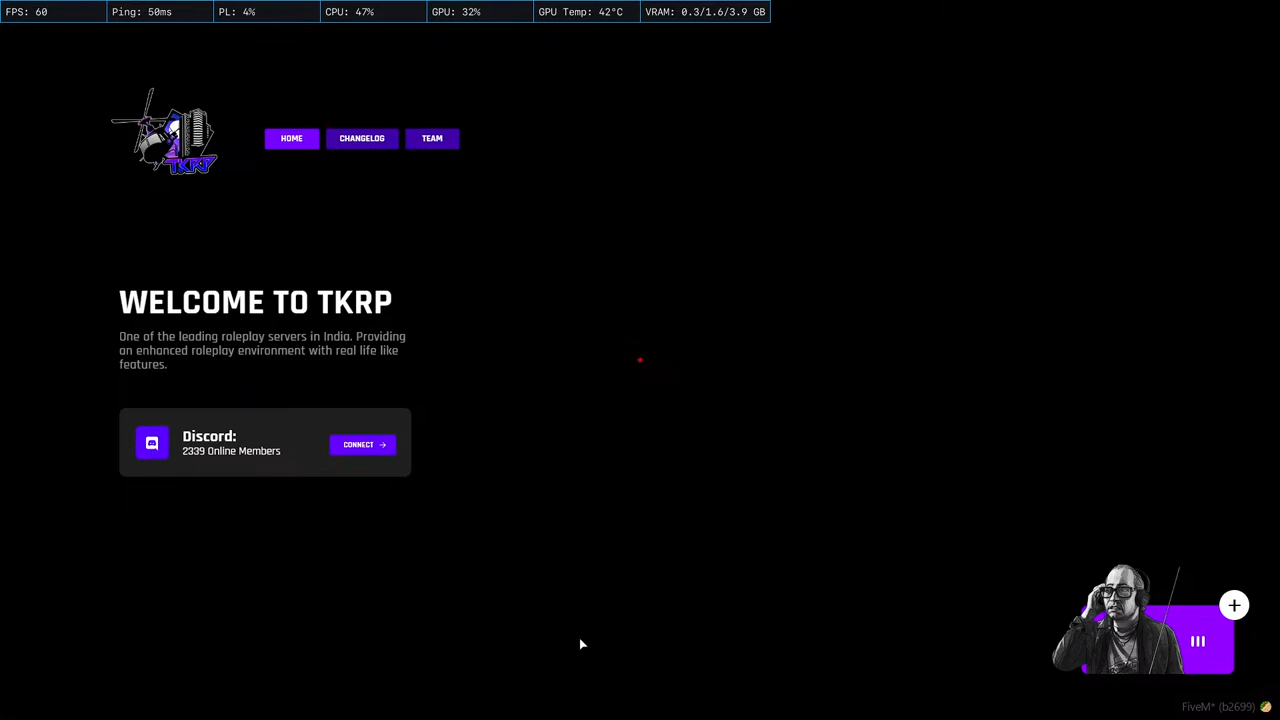 FPS: 60 Ping: 50ms PL: 4% CPU: 47% GPU: 32% GPU Temp: 42°C VRAM: 0.3/1.6/3.9 GB
TKRP
HOME CHANGELOG TEAM
WELCOME TO TKRP
One of the leading roleplay servers in India. Providing
an enhanced roleplay environment with real life like
features.
Discord:
2339 Online Members
CONNECT →
FiveM* (b2699)